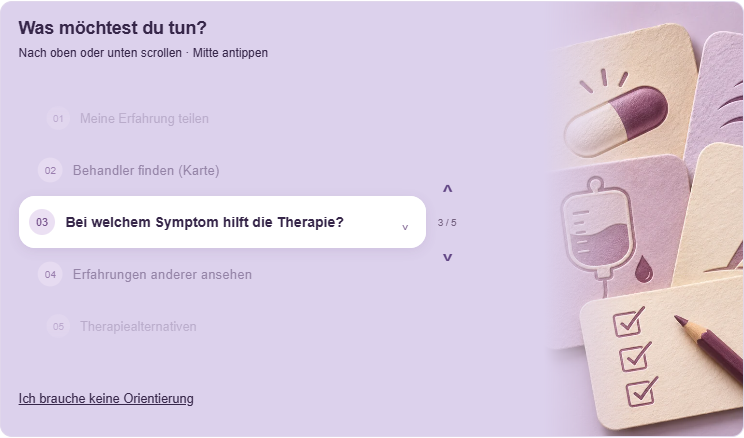 Was möchtest du tun?
Nach oben oder unten scrollen · Mitte antippen
01 Meine Erfahrung teilen
02 Behandler finden (Karte)
03 Bei welchem Symptom hilft die Therapie?
3 / 5
04 Erfahrungen anderer ansehen
05 Therapiealternativen
Ich brauche keine Orientierung